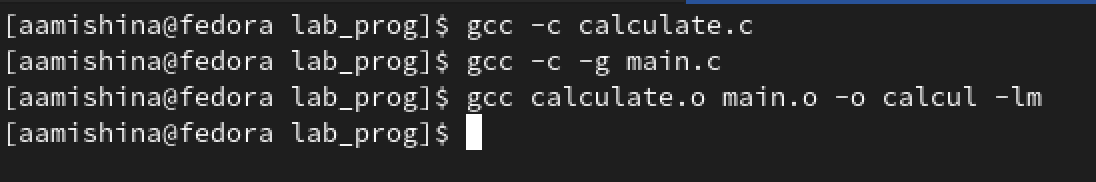 [aamishina@fedora lab_prog]$ gcc -c calculate.c
[aamishina@fedora lab_prog]$ gcc -c -g main.c
[aamishina@fedora lab_prog]$ gcc calculate.o main.o -o calcul -lm
[aamishina@fedora lab_prog]$